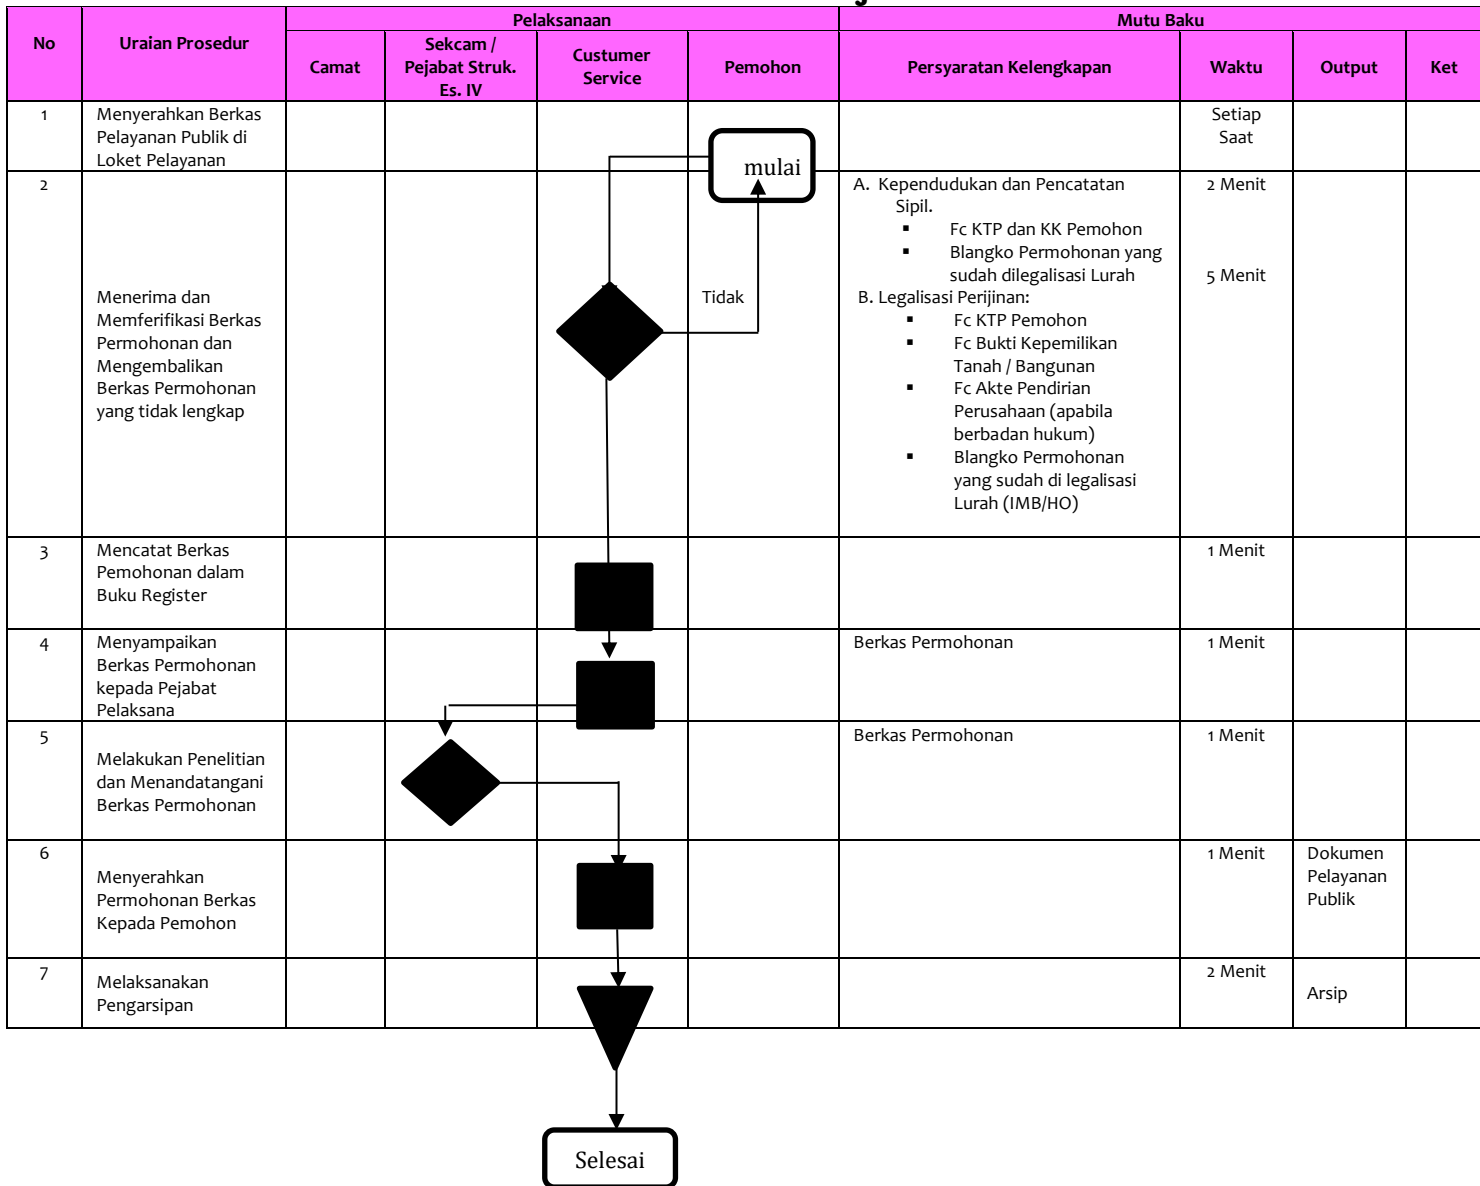 Pelaksanaan
Mutu Baku
No
Uraian Prosedur
Camat
Sekcam /
Pejabat Struk.
Es. IV
Custumer
Service
Pemohon
Persyaratan Kelengkapan
Waktu
Output
Ket
1
Menyerahkan Berkas
Pelayanan Publik di
Loket Pelayanan
mulai
Setiap
Saat
2
Menerima dan
Memferifikasi Berkas
Permohonan dan
Mengembalikan
Berkas Permohonan
yang tidak lengkap
Tidak
A. Kependudukan dan Pencatatan
Sipil.
▪ Fc KTP dan KK Pemohon
▪ Blangko Permohonan yang
sudah dilegalisasi Lurah
B. Legalisasi Perijinan:
▪ Fc KTP Pemohon
▪ Fc Bukti Kepemilikan
Tanah / Bangunan
▪ Fc Akte Pendirian
Perusahaan (apabila
berbadan hukum)
▪ Blangko Permohonan
yang sudah di legalisasi
Lurah (IMB/HO)
2 Menit
5 Menit
3
Mencatat Berkas
Pemohonan dalam
Buku Register
1 Menit
4
Menyampaikan
Berkas Permohonan
kepada Pejabat
Pelaksana
Berkas Permohonan
1 Menit
5
Melakukan Penelitian
dan Menandatangani
Berkas Permohonan
Berkas Permohonan
1 Menit
6
Menyerahkan
Permohonan Berkas
Kepada Pemohon
1 Menit
Dokumen
Pelayanan
Publik
7
Melaksanakan
Pengarsipan
2 Menit
Arsip
Selesai